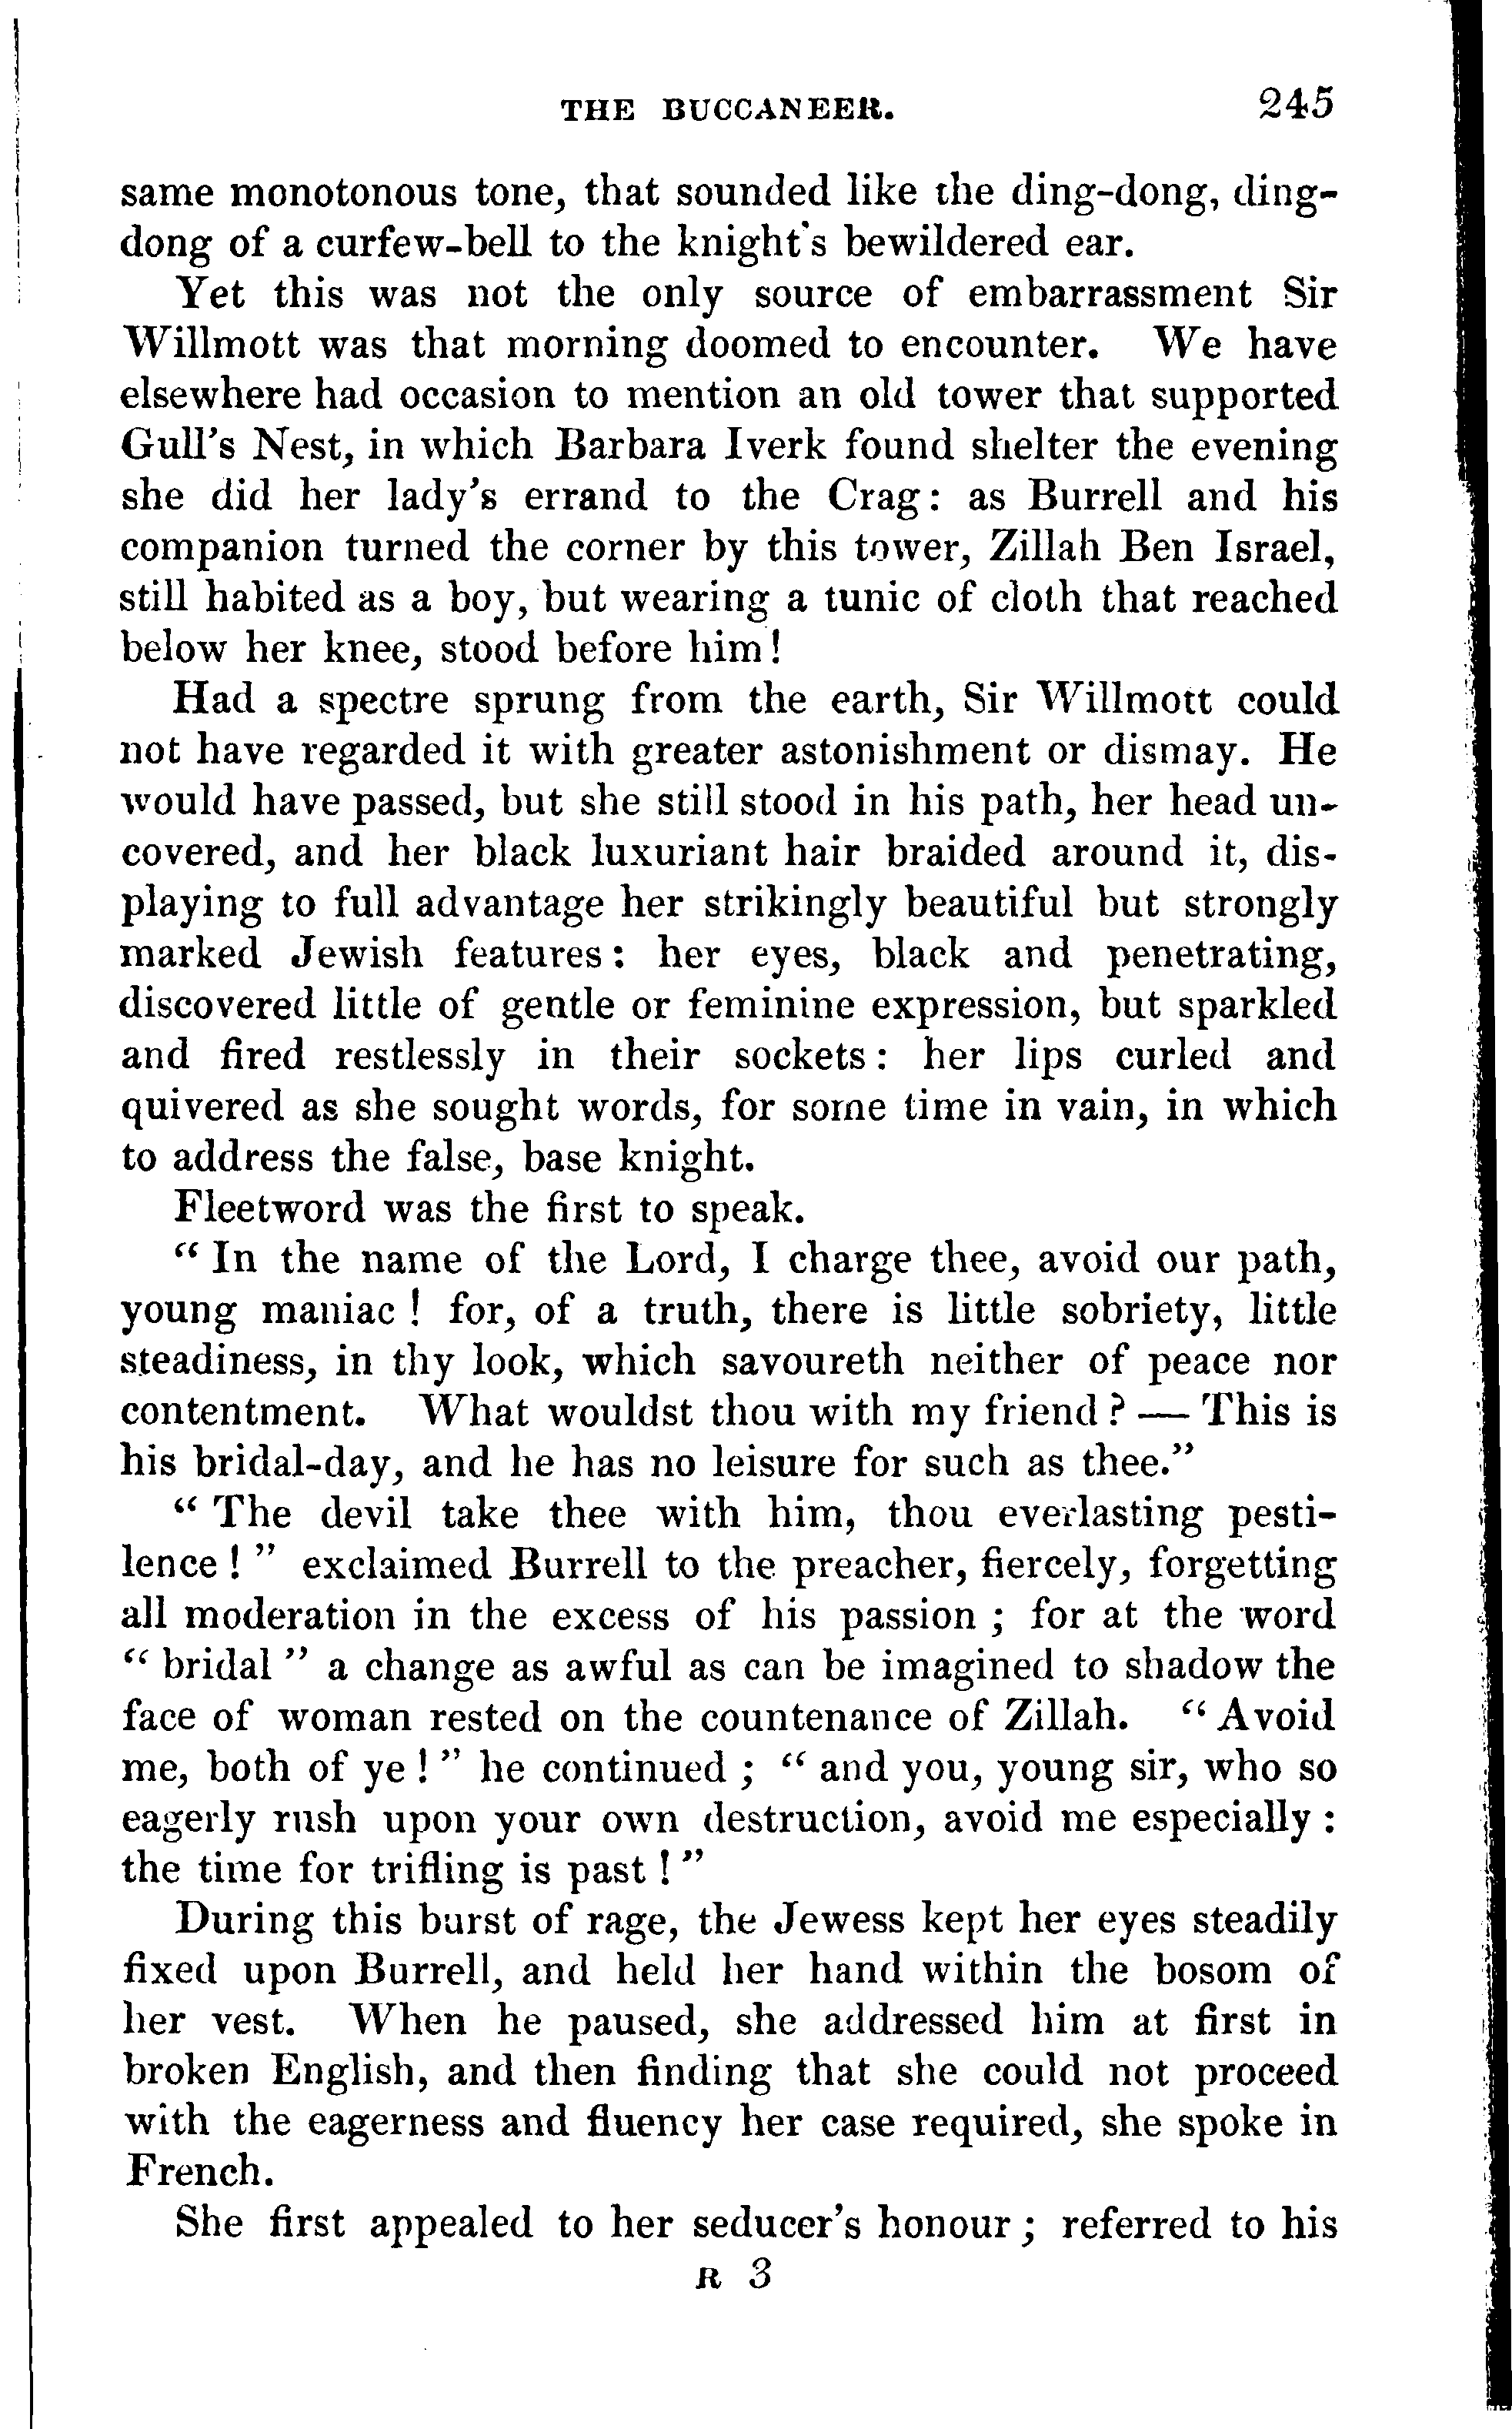 THE BUCCANEER. 245
same monotonous tone, that sounded like the ding-dong, ding-
dong of a curfew-bell to the knight's bewildered ear.
Yet this was not the only source of embarrassment Sir
Willmott was that morning doomed to encounter. We have
elsewhere had occasion to mention an old tower that supported
Gull's Nest, in which Barbara Iverk found shelter the evening
she did her lady's errand to the Crag: as Burrell and his
companion turned the corner by this tower, Zillah Ben Israel,
still habited as a boy, but wearing a tunic of cloth that reached
below her knee, stood before him!
Had a spectre sprung from the earth, Sir Willmott could
not have regarded it with greater astonishment or dismay. He
would have passed, but she still stood in his path, her head un-
covered, and her black luxuriant hair braided around it, dis-
playing to full advantage her strikingly beautiful but strongly
marked Jewish features: her eyes, black and penetrating,
discovered little of gentle or feminine expression, but sparkled
and fired restlessly in their sockets: her lips curled and
quivered as she sought words, for some time in vain, in which
to address the false, base knight.
Fleetword was the first to speak.
"In the name of the Lord, I charge thee, avoid our path,
young maniac! for, of a truth, there is little sobriety, little
steadiness, in thy look, which savoureth neither of peace nor
contentment. What wouldst thou with my friend? — This is
his bridal-day, and he has no leisure for such as thee."
"The devil take thee with him, thou everlasting pesti-
lence!" exclaimed Burrell to the preacher, fiercely, forgetting
all moderation in the excess of his passion; for at the word
"bridal" a change as awful as can be imagined to shadow the
face of woman rested on the countenance of Zillah. "Avoid
me, both of ye!" he continued; "and you, young sir, who so
eagerly rush upon your own destruction, avoid me especially:
the time for trifling is past!"
During this burst of rage, the Jewess kept her eyes steadily
fixed upon Burrell, and held her hand within the bosom of
her vest. When he paused, she addressed him at first in
broken English, and then finding that she could not proceed
with the eagerness and fluency her case required, she spoke in
French.
She first appealed to her seducer's honour; referred to his
R 3